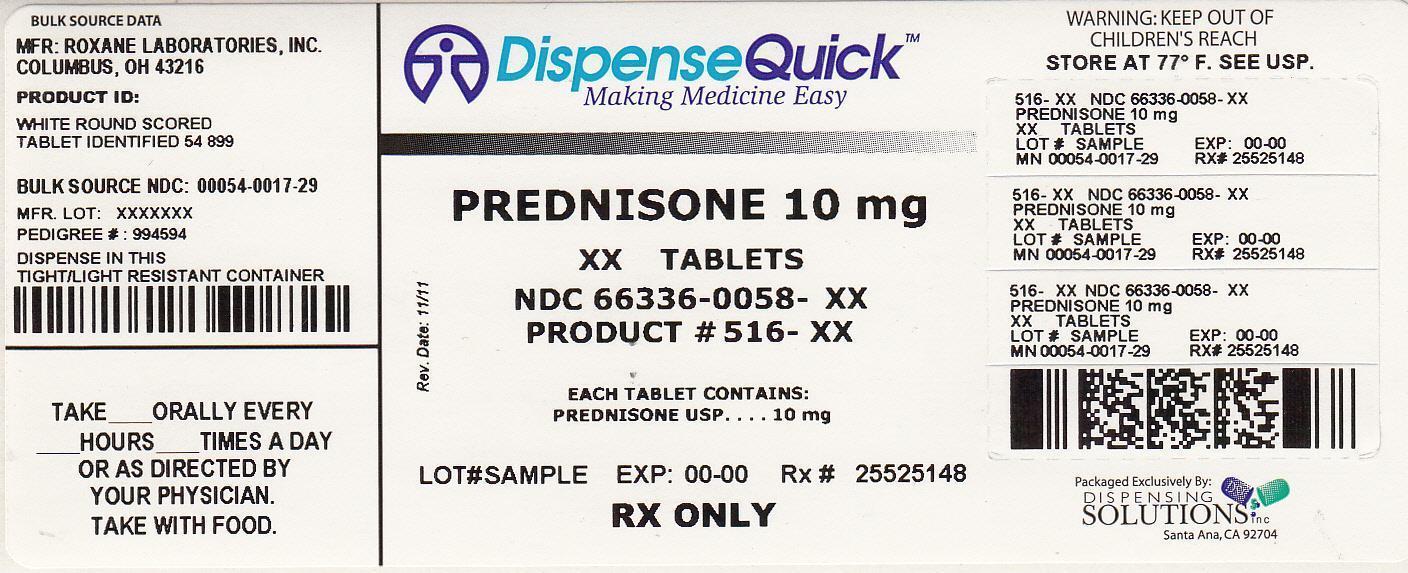 BULK SOURCE DATA
MFR: ROXANE LABORATORIES, INC.
COLUMBUS, OH 43216
PRODUCT ID:
WHITE ROUND SCORED
TABLET IDENTIFIED 54 899
BULK SOURCE NDC: 00054-0017-29
MFR. LOT: XXXXXXX
PEDIGREE # : 994594
DISPENSE IN THIS
TIGHT/LIGHT RESISTANT CONTAINER
TAKE____ORALLY EVERY
____HOURS____TIMES A DAY
OR AS DIRECTED BY
YOUR PHYSICIAN.
TAKE WITH FOOD.
DispenseQuick™
Making Medicine Easy
PREDNISONE 10 mg
XX TABLETS
NDC 66336-0058- XX
PRODUCT # 516- XX
Rev. Date: 11/11
EACH TABLET CONTAINS:
PREDNISONE USP. . . . 10 mg
LOT#SAMPLE EXP: 00-00 Rx # 25525148
RX ONLY
WARNING: KEEP OUT OF
CHILDREN'S REACH
STORE AT 77° F. SEE USP.
516- XX NDC 66336-0058- XX
PREDNISONE 10 mg
XX TABLETS
LOT # SAMPLE EXP: 00-00
MN 00054-0017-29 RX# 25525148
516- XX NDC 66336-0058- XX
PREDNISONE 10 mg
XX TABLETS
LOT # SAMPLE EXP: 00-00
MN 00054-0017-29 RX# 25525148
516- XX NDC 66336-0058- XX
PREDNISONE 10 mg
XX TABLETS
LOT # SAMPLE EXP: 00-00
MN 00054-0017-29 RX# 25525148
Packaged Exclusively By:
DISPENSING
SOLUTIONS inc
Santa Ana, CA 92704